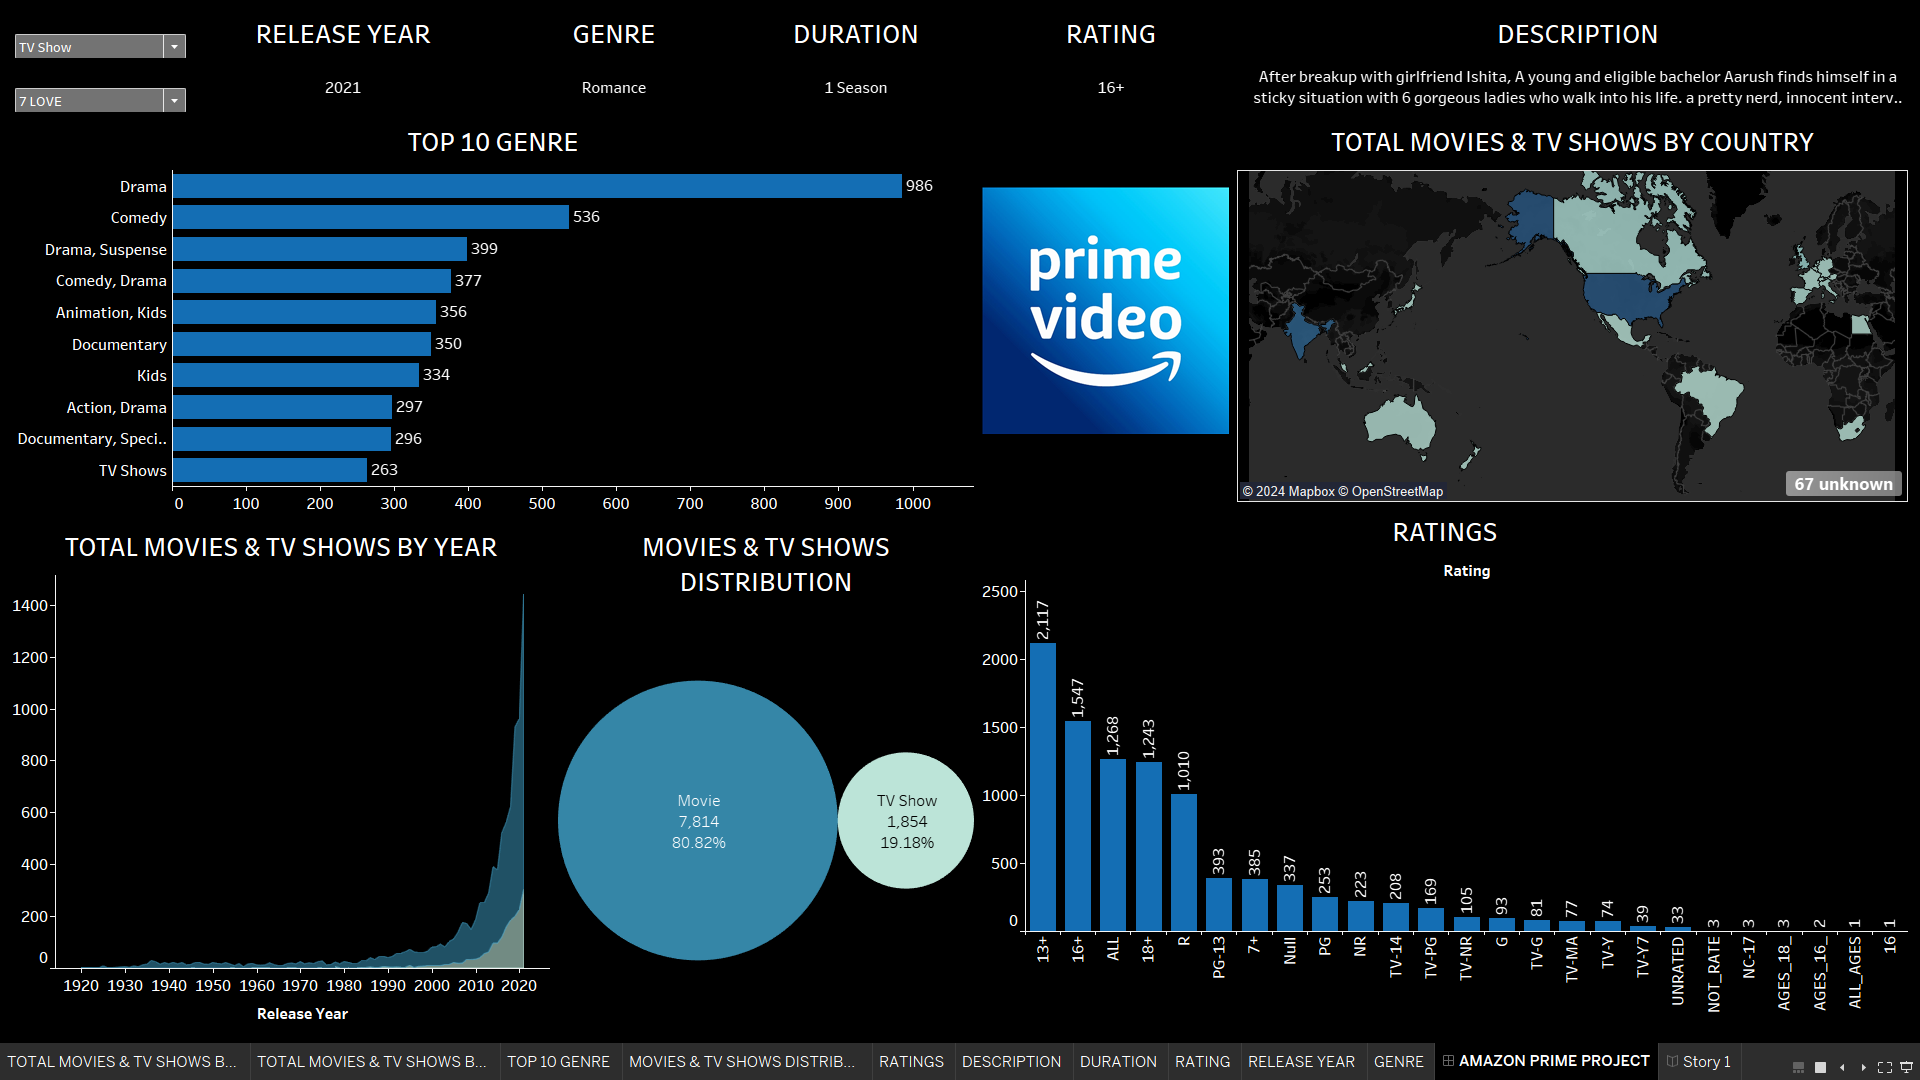 TV Show
7 LOVE
RELEASE YEAR
2021
GENRE
Romance
DURATION
1 Season
RATING
16+
DESCRIPTION
After breakup with girlfriend Ishita, A young and eligible bachelor Aarush finds himself in a
sticky situation with 6 gorgeous ladies who walk into his life. a pretty nerd, innocent interv..
TOP 10 GENRE
Drama 986
Comedy 536
Drama, Suspense 399
Comedy, Drama 377
Animation, Kids 356
Documentary 350
Kids 334
Action, Drama 297
Documentary, Speci.. 296
TV Shows 263
0 100 200 300 400 500 600 700 800 900 1000
prime
video
TOTAL MOVIES & TV SHOWS BY COUNTRY
© 2024 Mapbox © OpenStreetMap
67 unknown
TOTAL MOVIES & TV SHOWS BY YEAR
1400
1200
1000
800
600
400
200
0
1920 1930 1940 1950 1960 1970 1980 1990 2000 2010 2020
Release Year
MOVIES & TV SHOWS
DISTRIBUTION
Movie
7,814
80.82%
TV Show
1,854
19.18%
RATINGS
Rating
2500
2000
1500
1000
500
0
2,117 1,547 1,268 1,243 1,010 393 385 337 253 223 208 169 105 93 81 77 74 39 33 3 3 3 2 1 1
13+ 16+ ALL 18+ R PG-13 7+ Null PG NR TV-14 TV-PG TV-NR G TV-G TV-MA TV-Y TV-Y7 UNRATED NOT_RATE NC-17 AGES_18_ AGES_16_ ALL_AGES 16
TOTAL MOVIES & TV SHOWS B... TOTAL MOVIES & TV SHOWS B... TOP 10 GENRE MOVIES & TV SHOWS DISTRIB... RATINGS DESCRIPTION DURATION RATING RELEASE YEAR GENRE AMAZON PRIME PROJECT Story 1